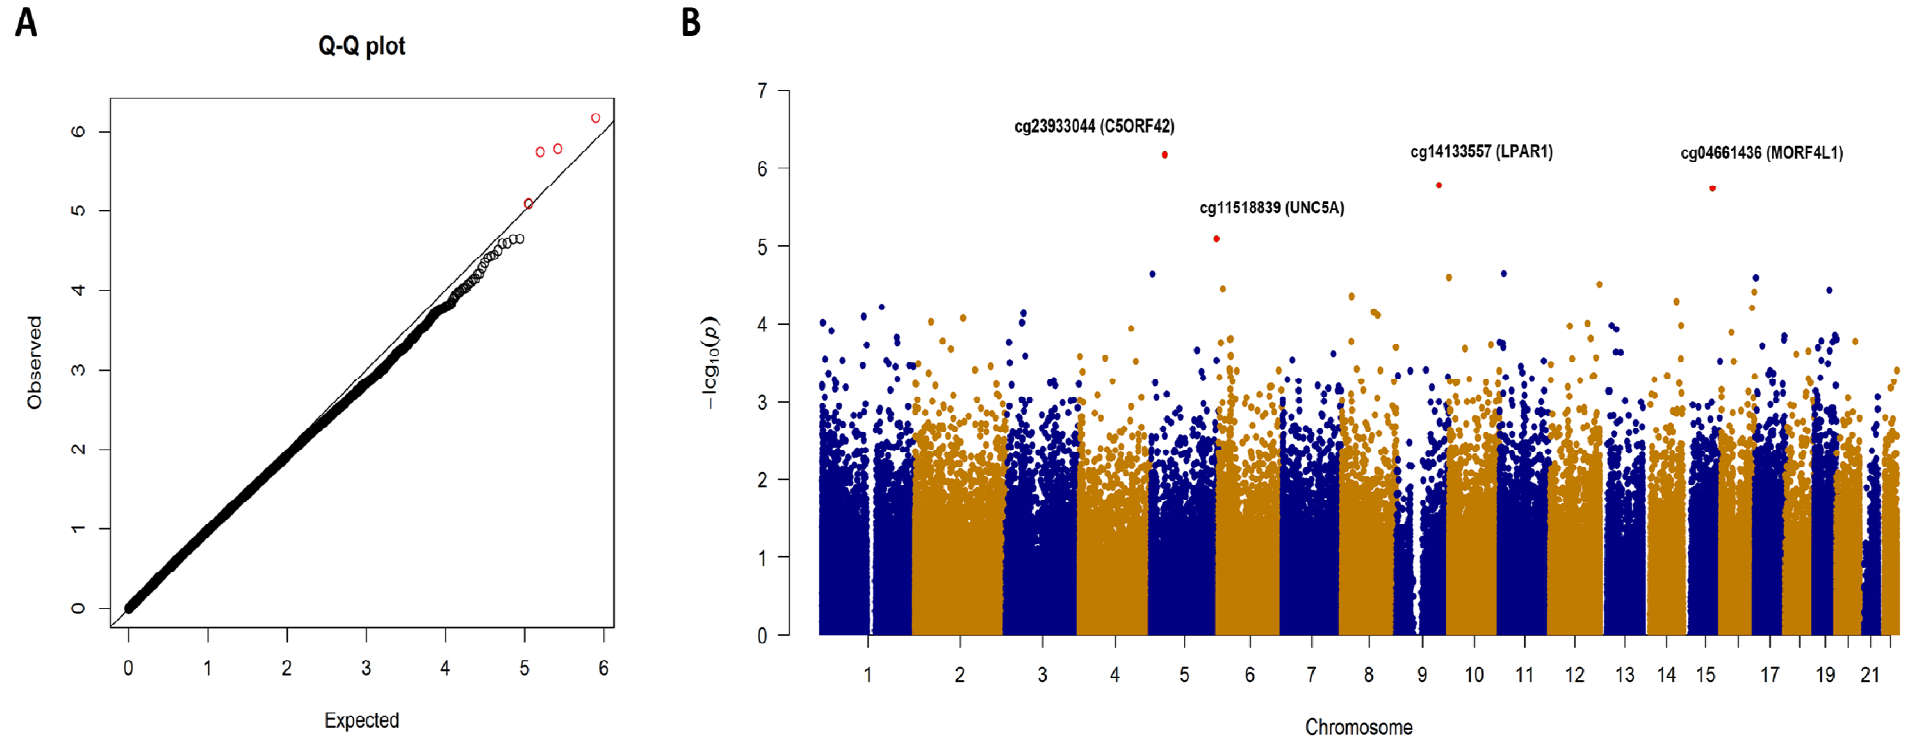 A
Q-Q plot
Observed
6
5
4
3
2
1
0
0 1 2 3 4 5 6
Expected
B
7
6
5
4
3
2
1
0
−lcg10(p)
cg23933044 (C5ORF42)
cg14133557 (LPAR1)
cg04661436 (MORF4L1)
cg11518839 (UNC5A)
1 2 3 4 5 6 7 8 9 10 11 12 13 14 15 17 19 21
Chromosome